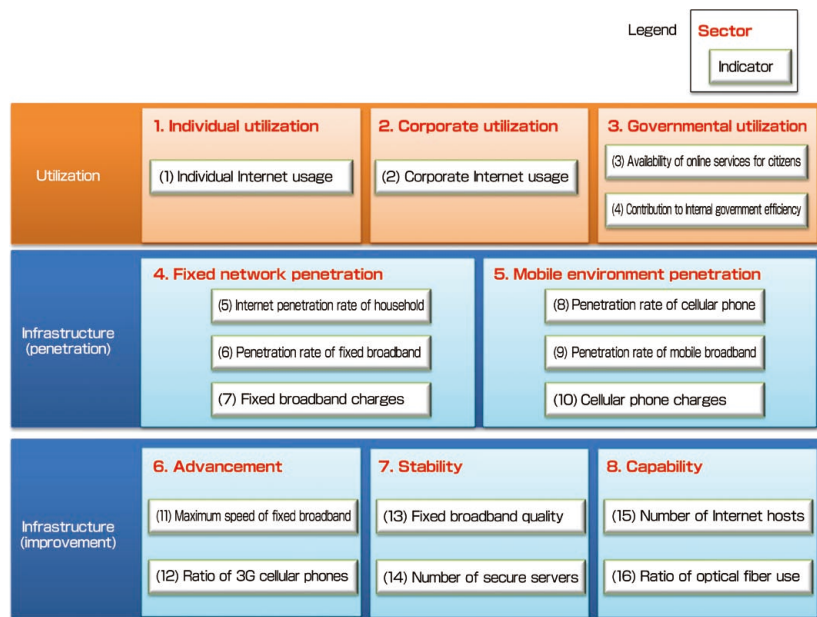 Legend
Sector
Indicator
Utilization
1. Individual utilization
(1) Individual Internet usage
2. Corporate utilization
(2) Corporate Internet usage
3. Governmental utilization
(3) Availability of online services for citizens
(4) Contribution to internal government efficiency
Infrastructure
(penetration)
4. Fixed network penetration
(5) Internet penetration rate of household
(6) Penetration rate of fixed broadband
(7) Fixed broadband charges
5. Mobile environment penetration
(8) Penetration rate of cellular phone
(9) Penetration rate of mobile broadband
(10) Cellular phone charges
Infrastructure
(improvement)
6. Advancement
(11) Maximum speed of fixed broadband
(12) Ratio of 3G cellular phones
7. Stability
(13) Fixed broadband quality
(14) Number of secure servers
8. Capability
(15) Number of Internet hosts
(16) Ratio of optical fiber use